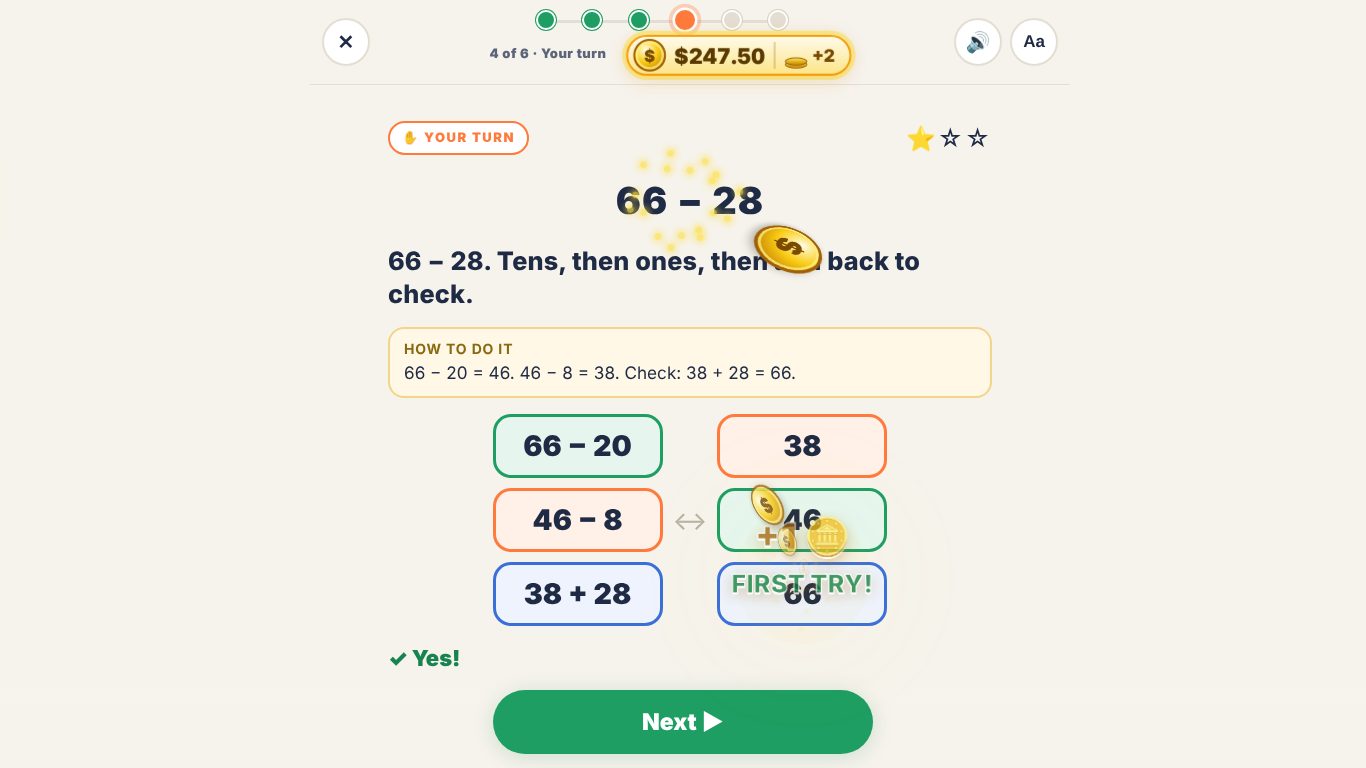 4 of 6 · Your turn
$ $247.50 +2
Aa
YOUR TURN
66 – 28
66 – 28. Tens, then ones, then back to
check.
HOW TO DO IT
66 – 20 = 46. 46 – 8 = 38. Check: 38 + 28 = 66.
66 – 20
38
46 – 8
46
38 + 28
66
FIRST TRY!
✓ Yes!
Next ▶